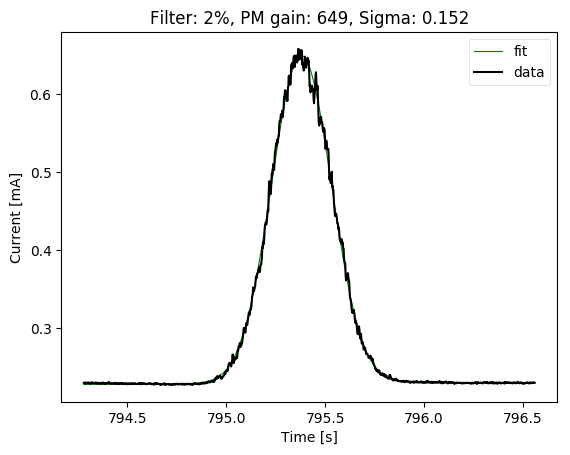 Filter: 2%, PM gain: 649, Sigma: 0.152
fit
data
Current [mA]
0.6
0.5
0.4
0.3
794.5 795.0 795.5 796.0 796.5
Time [s]